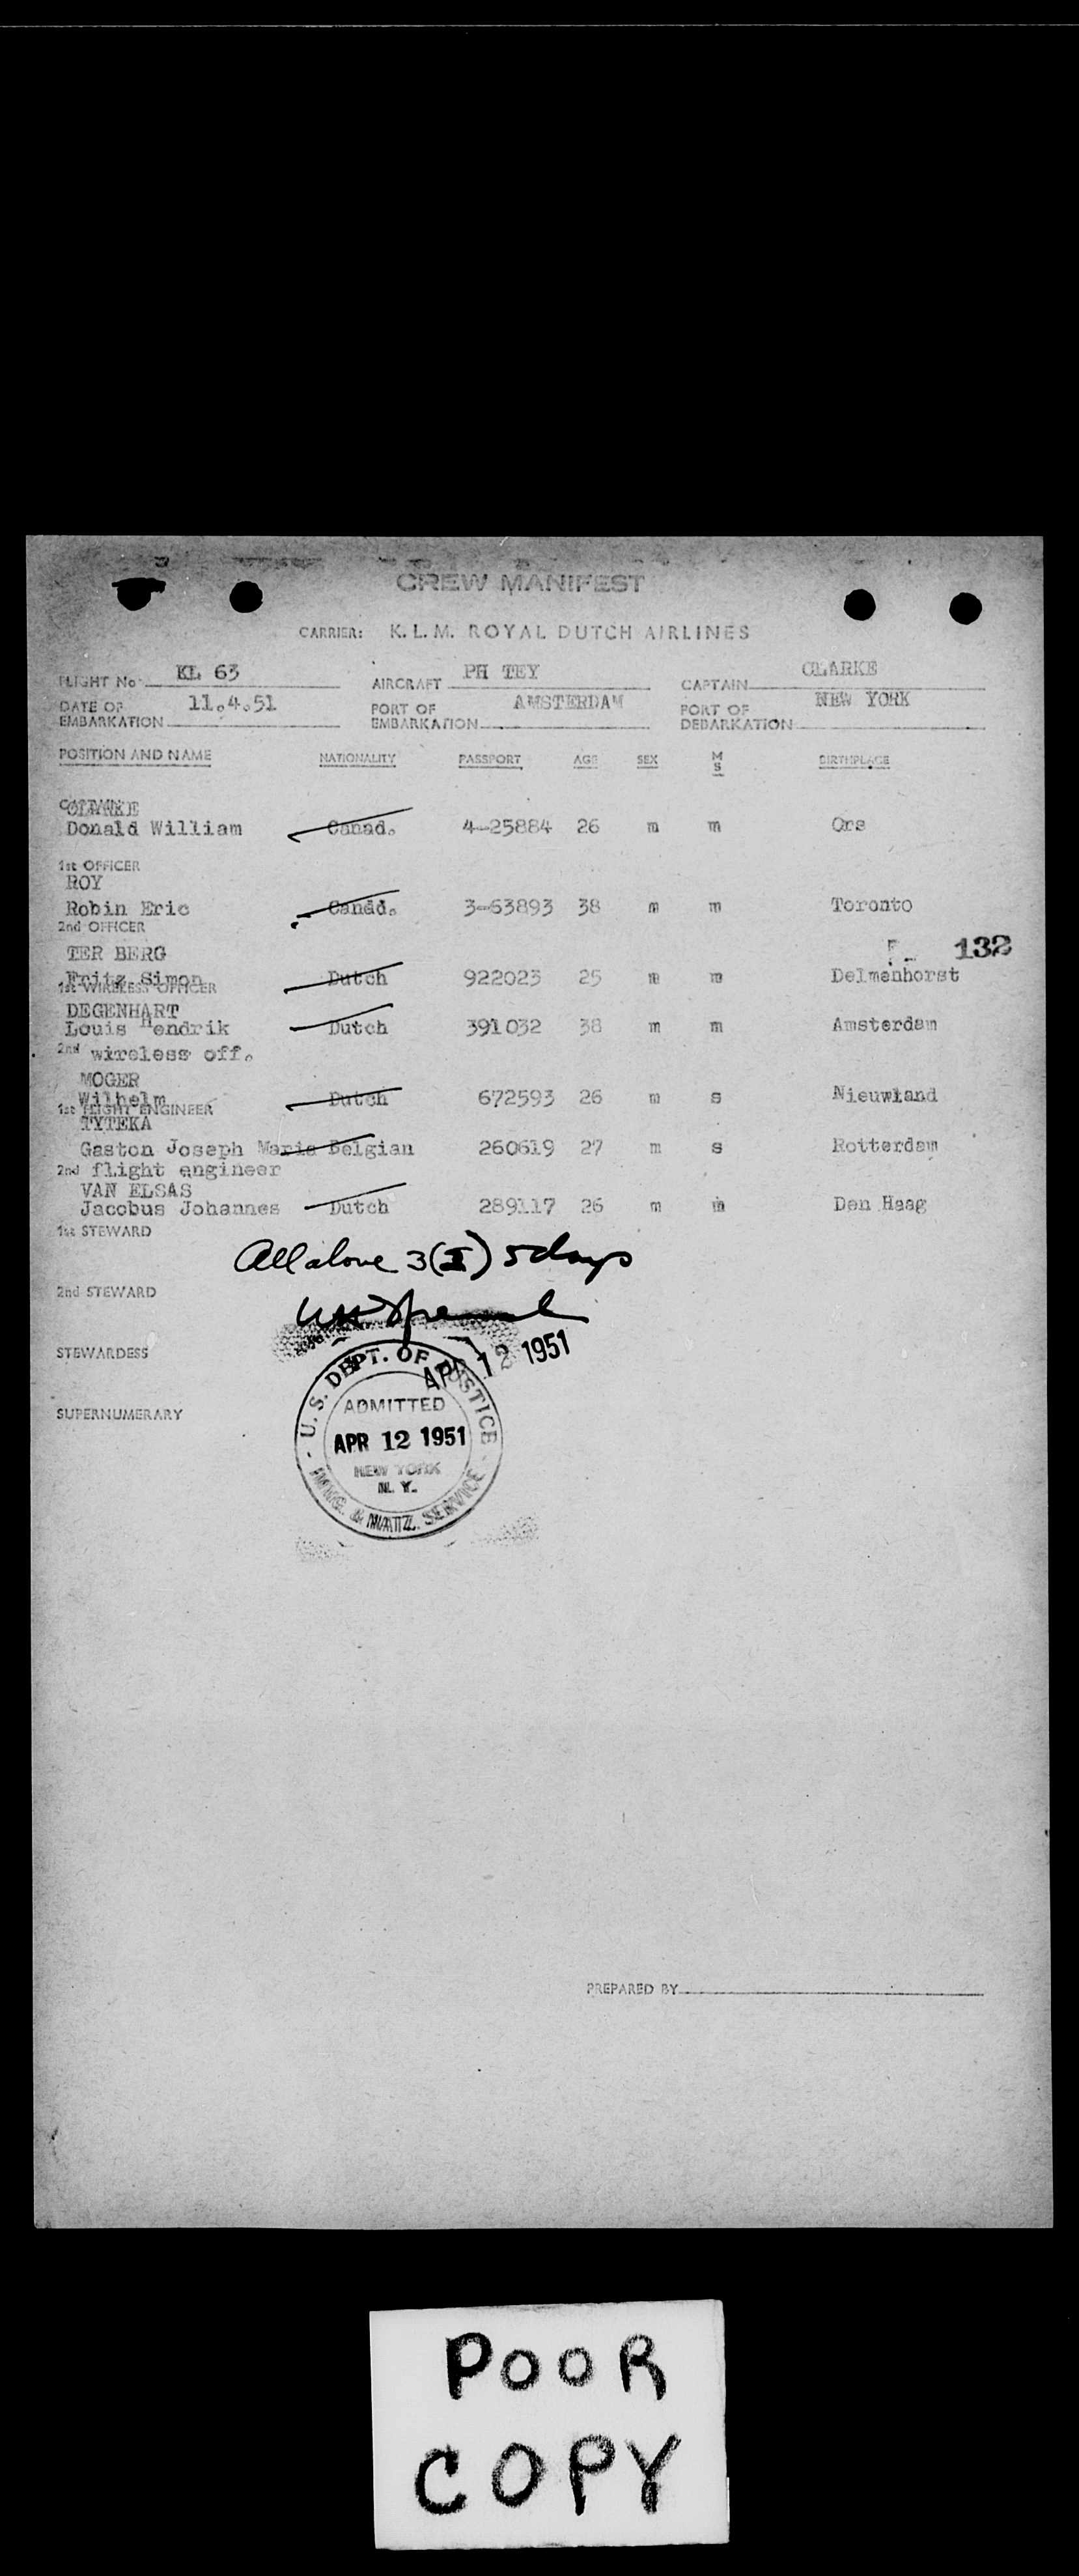 CREW MANIFEST
CARRIER: K.L.M. ROYAL DUTCH AIRLINES
FLIGHT No. KL 63 AIRCRAFT PH TEY CAPTAIN CLARKE
DATE OF EMBARKATION 11.4.51 PORT OF EMBARKATION AMSTERDAM PORT OF DEBARKATION NEW YORK
POSITION AND NAME NATIONALITY PASSPORT AGE SEX M S BIRTHPLACE
CLARKE
Donald William Canad. 4-25884 26 m m Ors
1st OFFICER
ROY
Robin Eric Canad. 3-63893 38 m m Toronto
2nd OFFICER
132
TER BERG
Fritz Simon Dutch 922023 25 m m Delmenhorst
1st WIRELESS OFFICER
DEGENHART
Louis Hendrik Dutch 391032 38 m m Amsterdam
2nd wireless off.
MOGER
Wilhelm Dutch 672593 26 m s Nieuwland
1st FLIGHT ENGINEER
TYTEKA
Gaston Joseph Maria Belgian 260619 27 m s Rotterdam
2nd flight engineer
VAN ELSAS
Jacobus Johannes Dutch 289117 26 m m Den Haag
1st STEWARD
All above 3(I) 5 days
2nd STEWARD
STEWARDESS
APR 12 1951
SUPERNUMERARY
U.S. DEPT. OF JUSTICE
ADMITTED
APR 12 1951
NEW YORK
N. Y.
IMMIG. & NATZ. SERVICE
PREPARED BY
POOR
COPY